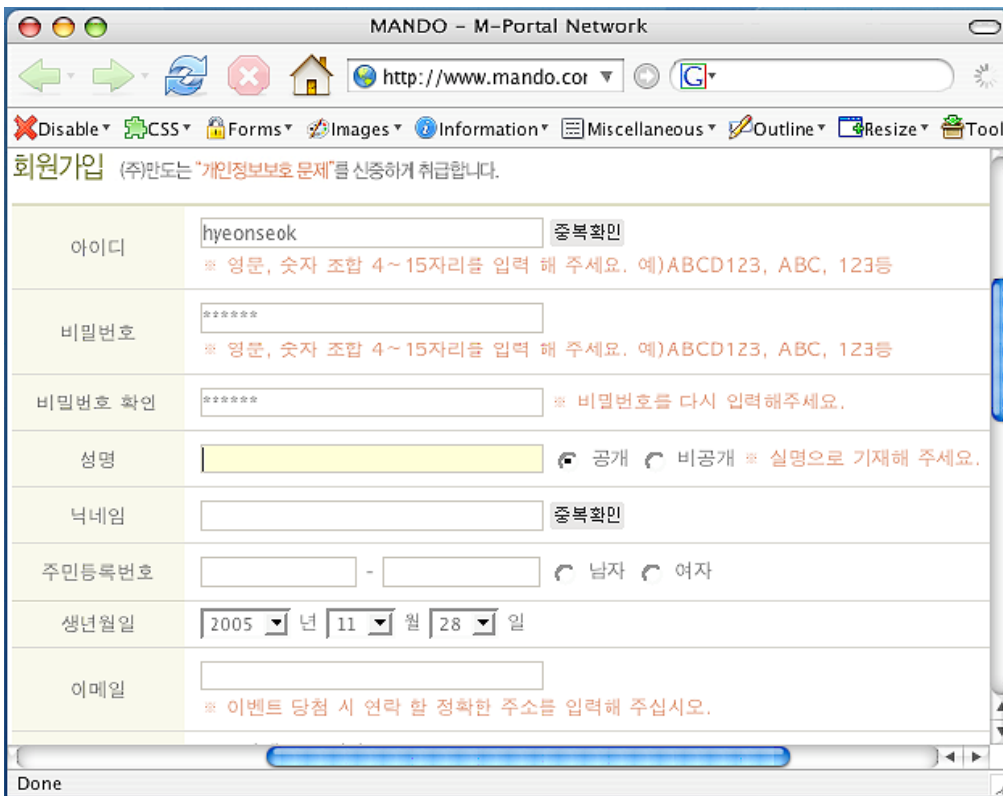 MANDO - M-Portal Network
http://www.mando.cor
G
Disable CSS Forms Images Information Miscellaneous Outline Resize Tool
회원가입 (주)만도는 "개인정보보호 문제"를 신중하게 취급합니다.
아이디 hyeonseok 중복확인
※ 영문, 숫자 조합 4~15자리를 입력 해 주세요. 예)ABCD123, ABC, 123등
비밀번호 ******
※ 영문, 숫자 조합 4~15자리를 입력 해 주세요. 예)ABCD123, ABC, 123등
비밀번호 확인 ****** ※ 비밀번호를 다시 입력해주세요.
성명 공개 비공개 ※ 실명으로 기재해 주세요.
닉네임 중복확인
주민등록번호 - 남자 여자
생년월일 2005 년 11 월 28 일
이메일
※ 이벤트 당첨 시 연락 할 정확한 주소를 입력해 주십시오.
Done